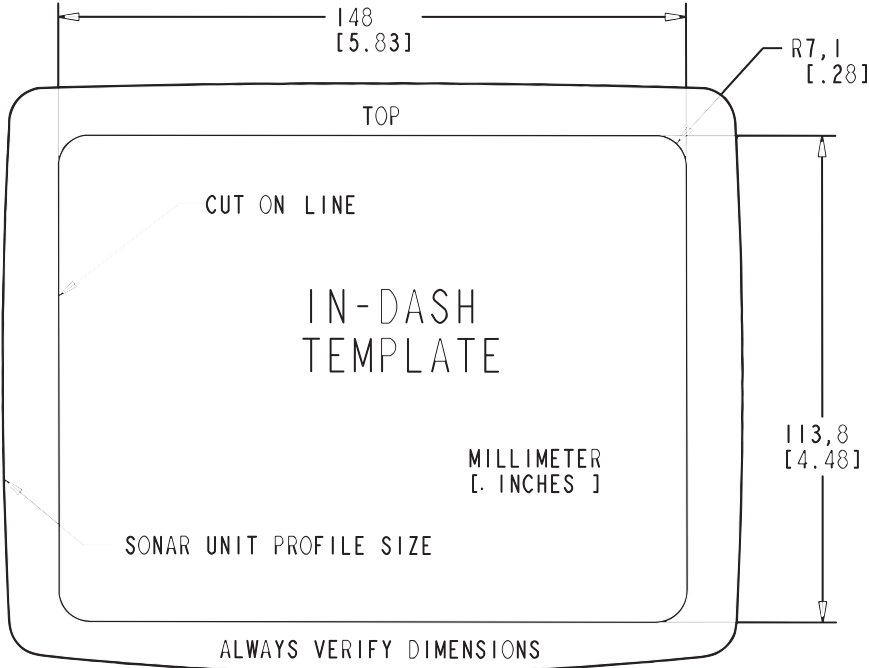 148
[5.83]
R7,1
[.28]
TOP
CUT ON LINE
IN-DASH
TEMPLATE
113,8
[4.48]
MILLIMETER
[. INCHES ]
SONAR UNIT PROFILE SIZE
ALWAYS VERIFY DIMENSIONS